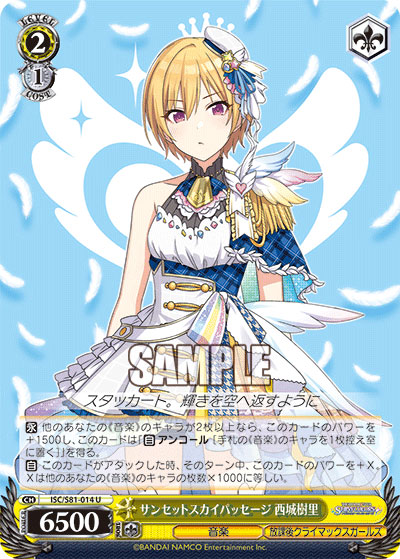 LEVEL
2
1
COST
SAMPLE
スタッカート。輝きを空へ返すように
永 他のあなたの《音楽》のキャラが2枚以上なら、このカードのパワーを
+1500し、このカードは『自 アンコール［手札の《音楽》のキャラを1枚控え室
に置く］』を得る。
自 このカードがアタックした時、そのターン中、このカードのパワーを+X。
Xは他のあなたの《音楽》のキャラの枚数×500に等しい。
CH ISC/S81-014 U
サンセットスカイパッセージ 西城樹里
POWER 6500
音楽
放課後クライマックスガールズ
©BANDAI NAMCO Entertainment Inc.